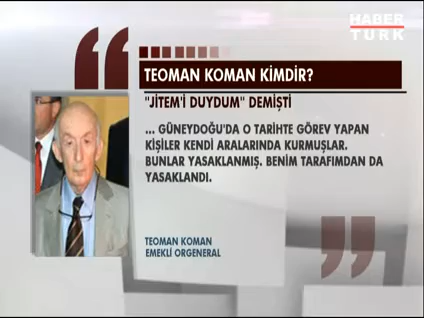 HABER
TÜRK
TEOMAN KOMAN KİMDİR?
"JİTEM'İ DUYDUM" DEMİŞTİ
... GÜNEYDOĞU'DA O TARİHTE GÖREV YAPAN
KİŞİLER KENDİ ARALARINDA KURMUŞLAR.
BUNLAR YASAKLANMIŞ. BENİM TARAFIMDAN DA
YASAKLANDI.
TEOMAN KOMAN
EMEKLİ ORGENERAL